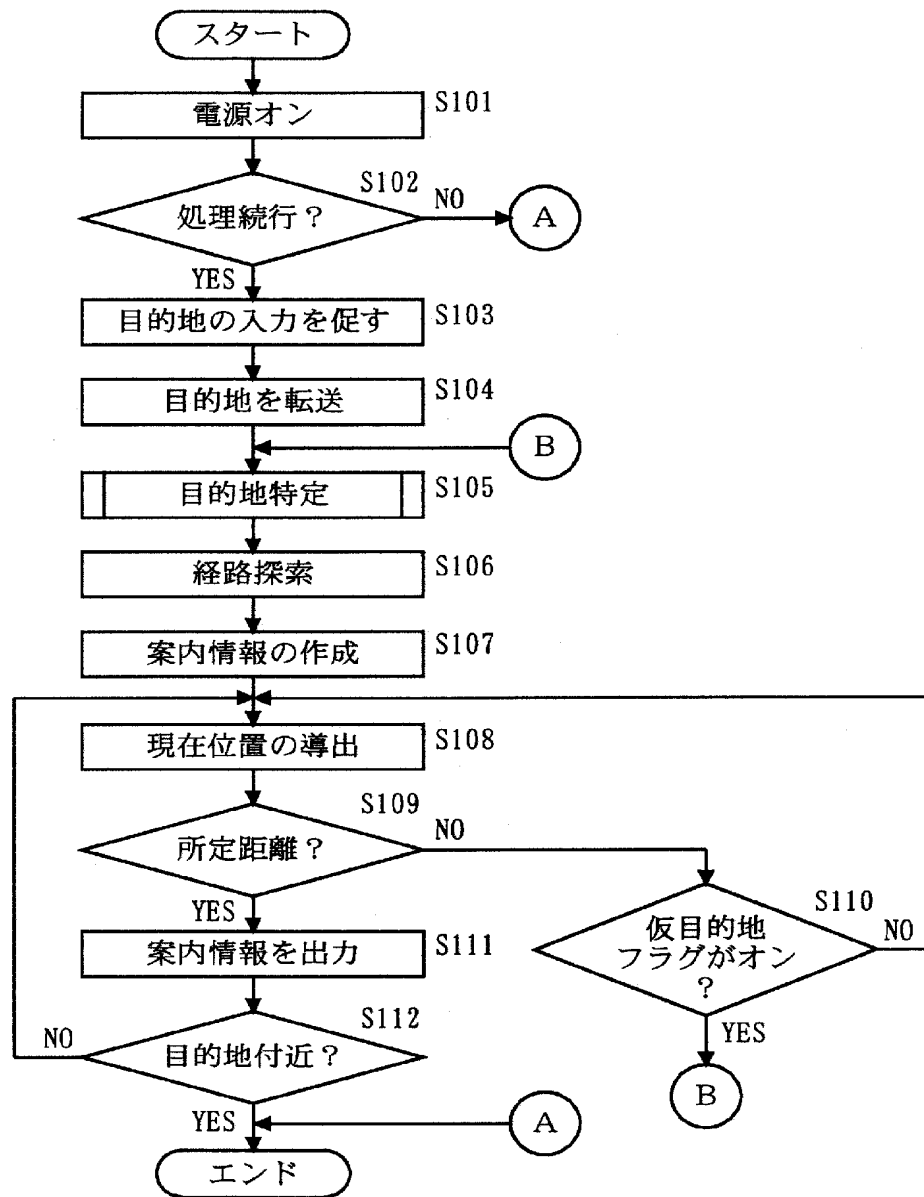 スタート
電源オン
S101
S102
処理続行?
NO
A
YES
目的地の入力を促す
S103
目的地を転送
S104
B
目的地特定
S105
経路探索
S106
案内情報の作成
S107
現在位置の導出
S108
S109
所定距離?
NO
YES
S110
仮目的地
フラグがオン
?
NO
YES
B
案内情報を出力
S111
S112
目的地付近?
NO
YES
A
エンド